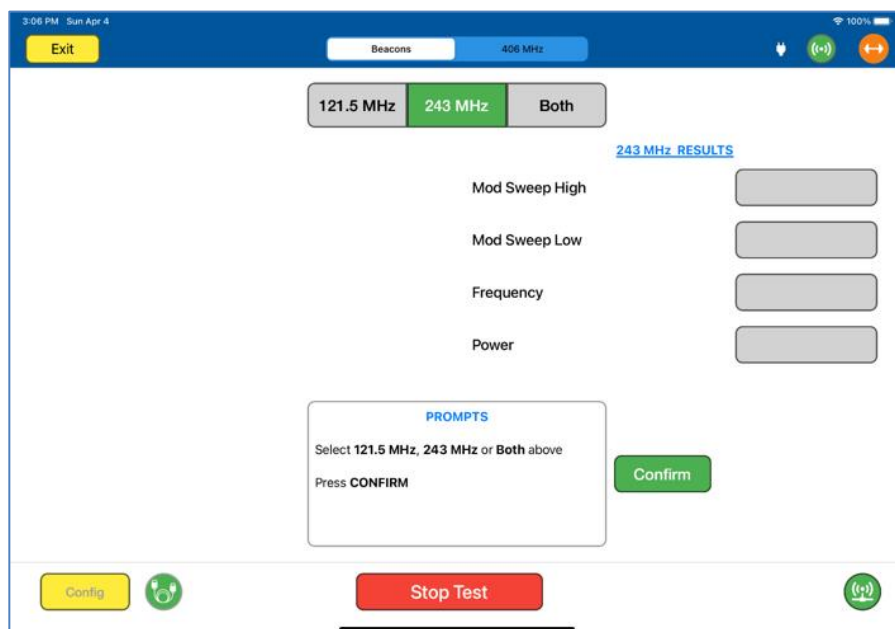 3:06 PM Sun Apr 4
100%
Exit
Beacons
406 MHz
121.5 MHz
243 MHz
Both
243 MHz RESULTS
Mod Sweep High
Mod Sweep Low
Frequency
Power
PROMPTS
Select 121.5 MHz, 243 MHz or Both above
Press CONFIRM
Confirm
Config
Stop Test